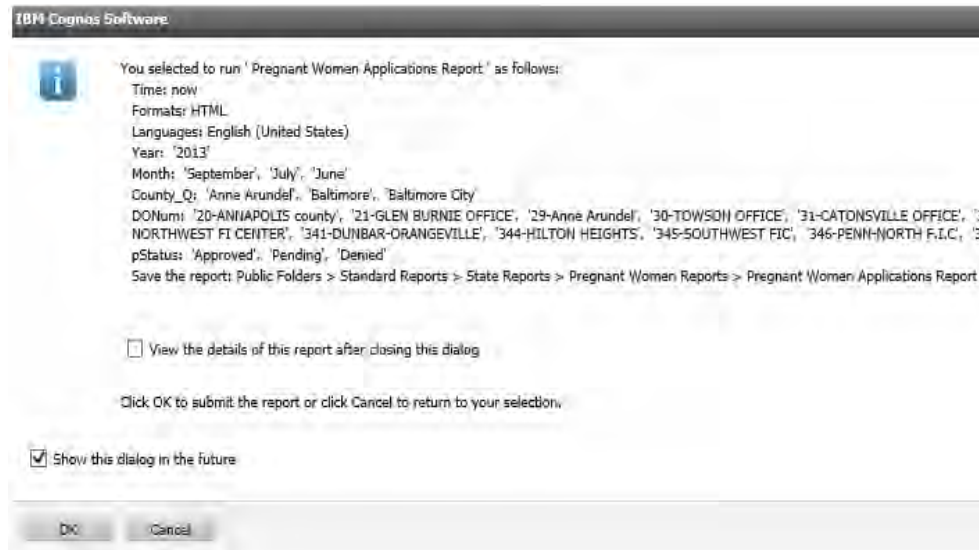 IBM Cognos Software
You selected to run ' Pregnant Women Applications Report ' as follows:
Time: now
Formats: HTML
Languages: English (United States)
Year: '2013'
Month: 'September', 'July', 'June'
County_Q: 'Anne Arundel', 'Baltimore', 'Baltimore City'
DONum: '20-ANNAPOLIS county', '21-GLEN BURNIE OFFICE', '29-Anne Arundel', '30-TOWSON OFFICE', '31-CATONSVILLE OFFICE',
NORTHWEST FI CENTER', '341-DUNBAR-ORANGEVILLE', '344-HILTON HEIGHTS', '345-SOUTHWEST FIC', '346-PENN-NORTH F.I.C',
pStatus: 'Approved', 'Pending', 'Denied'
Save the report: Public Folders > Standard Reports > State Reports > Pregnant Women Reports > Pregnant Women Applications Report
View the details of this report after closing this dialog
Click OK to submit the report or click Cancel to return to your selection.
Show this dialog in the future
OK Cancel